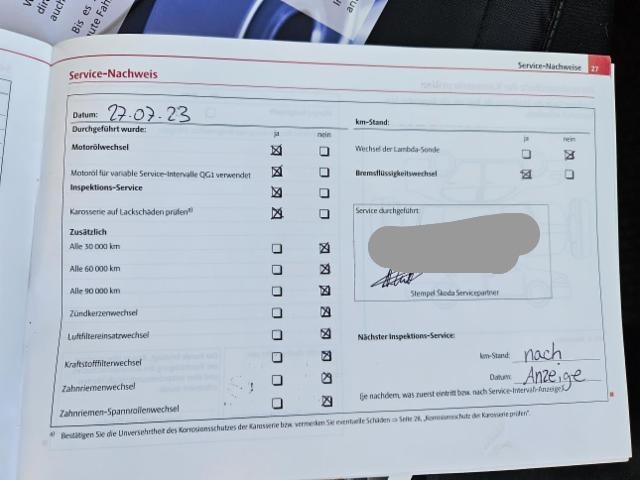 Bis es
Service-Nachweise 27
Service-Nachweis
Datum: 27.07.23
km-Stand:
Durchgeführt wurde: ja nein
ja nein
Motorölwechsel
Wechsel der Lambda-Sonde
Motoröl für variable Service-Intervalle QG1 verwendet
Bremsflüssigkeitswechsel
Inspektions-Service
Karosserie auf Lackschäden prüfen a)
Service durchgeführt:
Zusätzlich
Alle 30 000 km
Alle 60 000 km
Alle 90 000 km
Stempel Skoda Servicepartner
Zündkerzenwechsel
Luftfiltereinsatzwechsel
Nächster Inspektions-Service:
Kraftstofffilterwechsel
km-Stand: nach
Zahnriemenwechsel
Datum: Anzeige
(je nachdem, was zuerst eintritt bzw. nach Service-Intervall-Anzeige)
Zahnriemen-Spannrollenwechsel
a) Bestätigen Sie die Unversehrtheit des Korrosionsschutzes der Karosserie bzw. vermerken Sie eventuelle Schäden ⇒ Seite 28, „Korrosionsschutz der Karosserie prüfen".